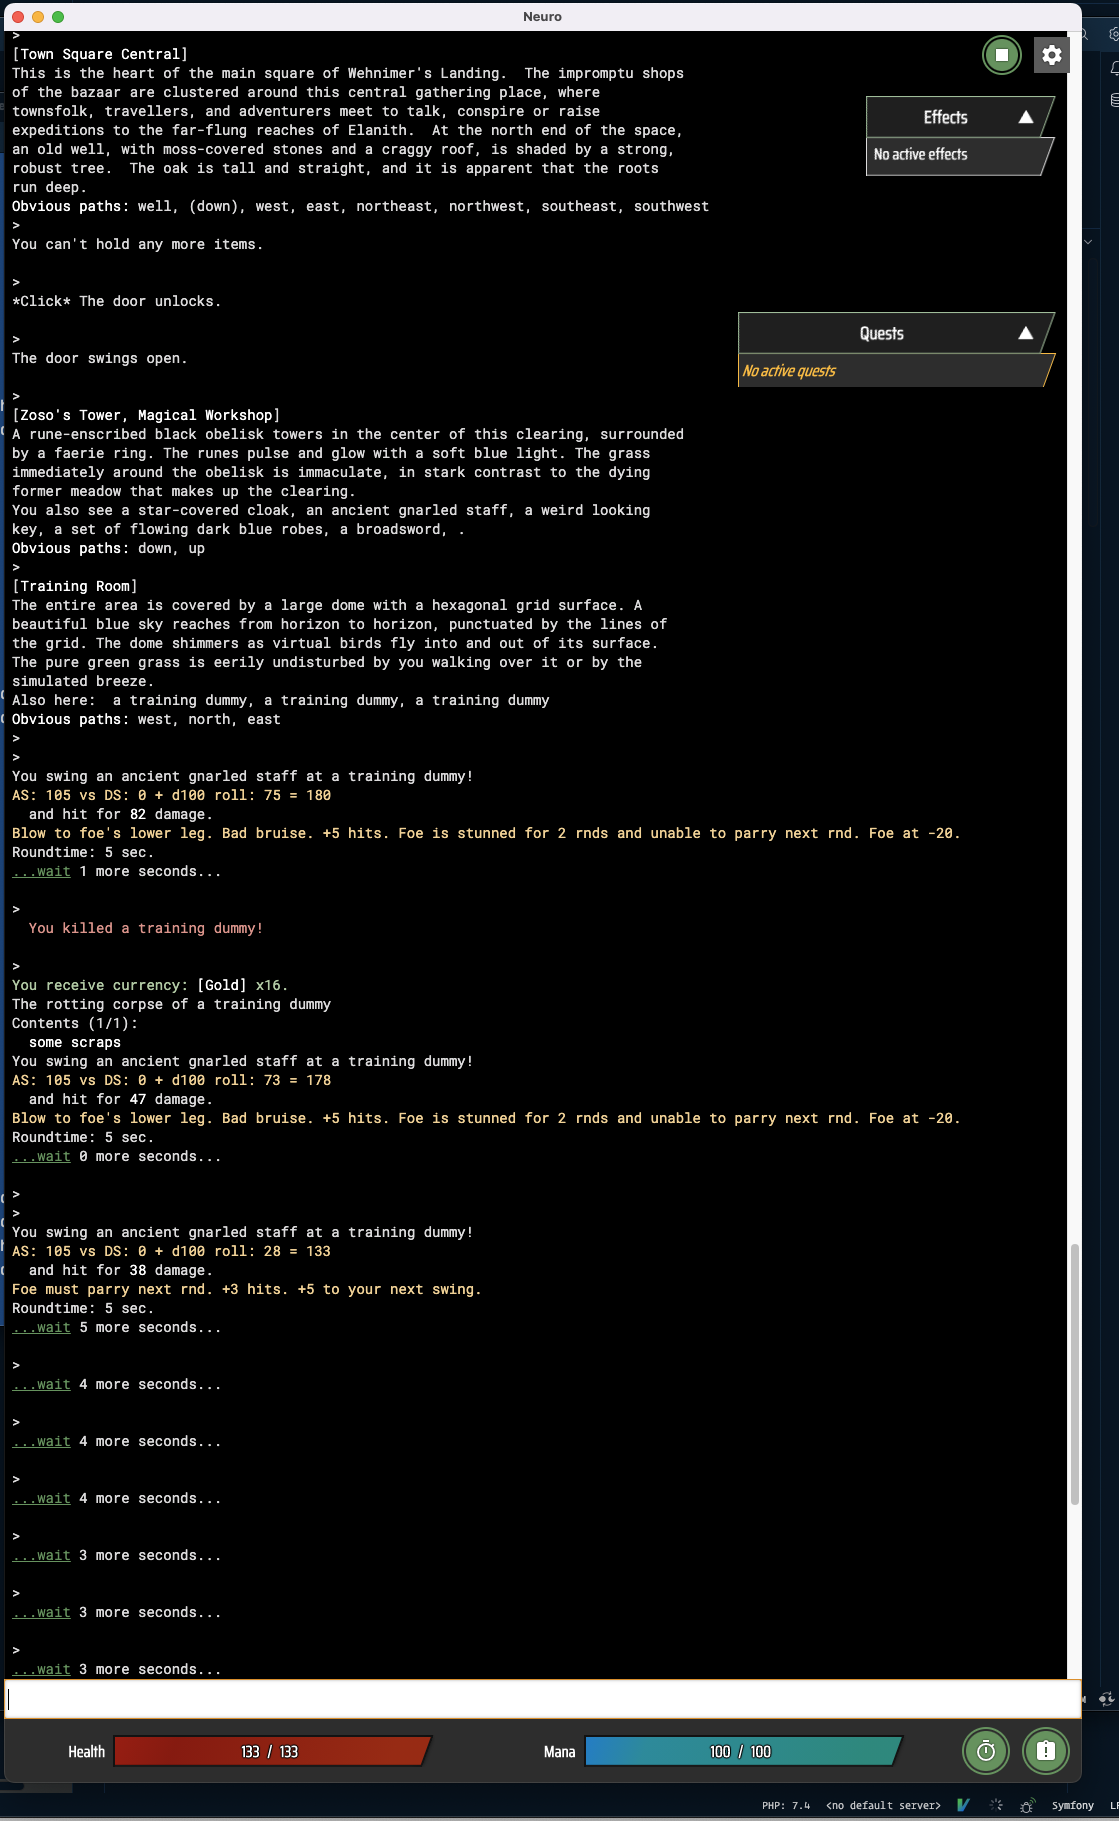 Neuro
>
[Town Square Central]
This is the heart of the main square of Wehnimer's Landing.  The impromptu shops
of the bazaar are clustered around this central gathering place, where
townsfolk, travellers, and adventurers meet to talk, conspire or raise
expeditions to the far-flung reaches of Elanith.  At the north end of the space,
an old well, with moss-covered stones and a craggy roof, is shaded by a strong,
robust tree.  The oak is tall and straight, and it is apparent that the roots
run deep.
Obvious paths: well, (down), west, east, northeast, northwest, southeast, southwest
>
You can't hold any more items.
>
*Click* The door unlocks.
>
The door swings open.
>
[Zoso's Tower, Magical Workshop]
A rune-enscribed black obelisk towers in the center of this clearing, surrounded
by a faerie ring. The runes pulse and glow with a soft blue light. The grass
immediately around the obelisk is immaculate, in stark contrast to the dying
former meadow that makes up the clearing.
You also see a star-covered cloak, an ancient gnarled staff, a weird looking
key, a set of flowing dark blue robes, a broadsword, .
Obvious paths: down, up
>
[Training Room]
The entire area is covered by a large dome with a hexagonal grid surface. A
beautiful blue sky reaches from horizon to horizon, punctuated by the lines of
the grid. The dome shimmers as virtual birds fly into and out of its surface.
The pure green grass is eerily undisturbed by you walking over it or by the
simulated breeze.
Also here:  a training dummy, a training dummy, a training dummy
Obvious paths: west, north, east
>
>
You swing an ancient gnarled staff at a training dummy!
AS: 105 vs DS: 0 + d100 roll: 75 = 180
  and hit for 82 damage.
Blow to foe's lower leg. Bad bruise. +5 hits. Foe is stunned for 2 rnds and unable to parry next rnd. Foe at -20.
Roundtime: 5 sec.
...wait 1 more seconds...
>
  You killed a training dummy!
>
You receive currency: [Gold] x16.
The rotting corpse of a training dummy
Contents (1/1):
  some scraps
You swing an ancient gnarled staff at a training dummy!
AS: 105 vs DS: 0 + d100 roll: 73 = 178
  and hit for 47 damage.
Blow to foe's lower leg. Bad bruise. +5 hits. Foe is stunned for 2 rnds and unable to parry next rnd. Foe at -20.
Roundtime: 5 sec.
...wait 0 more seconds...
>
>
You swing an ancient gnarled staff at a training dummy!
AS: 105 vs DS: 0 + d100 roll: 28 = 133
  and hit for 38 damage.
Foe must parry next rnd. +3 hits. +5 to your next swing.
Roundtime: 5 sec.
...wait 5 more seconds...
>
...wait 4 more seconds...
>
...wait 4 more seconds...
>
...wait 4 more seconds...
>
...wait 3 more seconds...
>
...wait 3 more seconds...
>
...wait 3 more seconds...
Effects
No active effects
Quests
No active quests
Health 133 / 133
Mana 100 / 100
PHP: 7.4 <no default server> Symfony